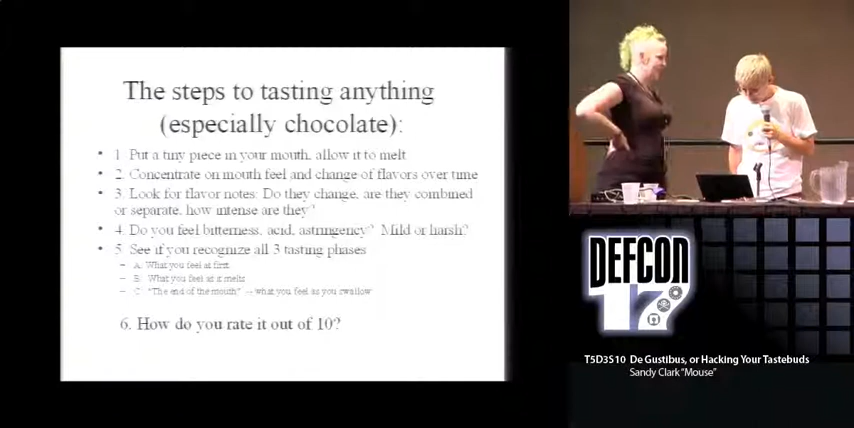 The steps to tasting anything
(especially chocolate):
• 1. Put a tiny piece in your mouth, allow it to melt
• 2. Concentrate on mouth feel and change of flavors over time
• 3. Look for flavor notes: Do they change, are they combined
or separate, how intense are they?
• 4. Do you feel bitterness, acid, astringency? Mild or harsh?
• 5. See if you recognize all 3 tasting phases
– A. What you feel at first
– B. What you feel as it melts
– C. "The end of the mouth" – what you feel as you swallow
6. How do you rate it out of 10?
DEFCON
17
T5D3S10 De Gustibus, or Hacking Your Tastebuds
Sandy Clark "Mouse"